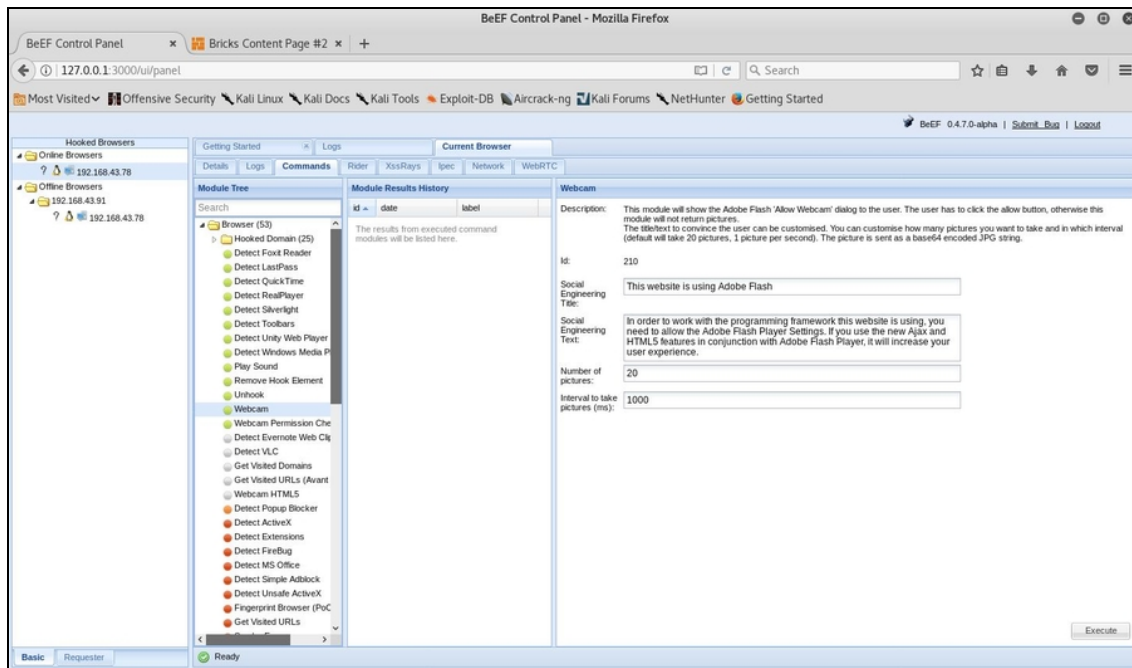 BeEF Control Panel - Mozilla Firefox
BeEF Control Panel
Bricks Content Page #2
127.0.0.1:3000/ui/panel
Search
Most Visited
Offensive Security
Kali Linux
Kali Docs
Kali Tools
Exploit-DB
Aircrack-ng
Kali Forums
NetHunter
Getting Started
BeEF 0.4.7.0-alpha | Submit Bug | Logout
Hooked Browsers
Online Browsers
? 192.168.43.78
Offline Browsers
192.168.43.91
? 192.168.43.78
Basic
Requester
Getting Started
Logs
Current Browser
Details
Logs
Commands
Rider
XssRays
Ipec
Network
WebRTC
Module Tree
Search
Browser (53)
Hooked Domain (25)
Detect Foxit Reader
Detect LastPass
Detect QuickTime
Detect RealPlayer
Detect Silverlight
Detect Toolbars
Detect Unity Web Player
Detect Windows Media P
Play Sound
Remove Hook Element
Unhook
Webcam
Webcam Permission Che
Detect Evernote Web Clip
Detect VLC
Get Visited Domains
Get Visited URLs (Avant
Webcam HTML5
Detect Popup Blocker
Detect ActiveX
Detect Extensions
Detect FireBug
Detect MS Office
Detect Simple Adblock
Detect Unsafe ActiveX
Fingerprint Browser (PoC
Get Visited URLs
Module Results History
id date label
The results from executed command
modules will be listed here.
Webcam
Description: This module will show the Adobe Flash 'Allow Webcam' dialog to the user. The user has to click the allow button, otherwise this
module will not return pictures.
The title/text to convince the user can be customised. You can customise how many pictures you want to take and in which interval
(default will take 20 pictures, 1 picture per second). The picture is sent as a base64 encoded JPG string.
Id: 210
Social
Engineering
Title:
This website is using Adobe Flash
Social
Engineering
Text:
In order to work with the programming framework this website is using, you
need to allow the Adobe Flash Player Settings. If you use the new Ajax and
HTML5 features in conjunction with Adobe Flash Player, it will increase your
user experience.
Number of
pictures:
20
Interval to take
pictures (ms):
1000
Execute
Ready